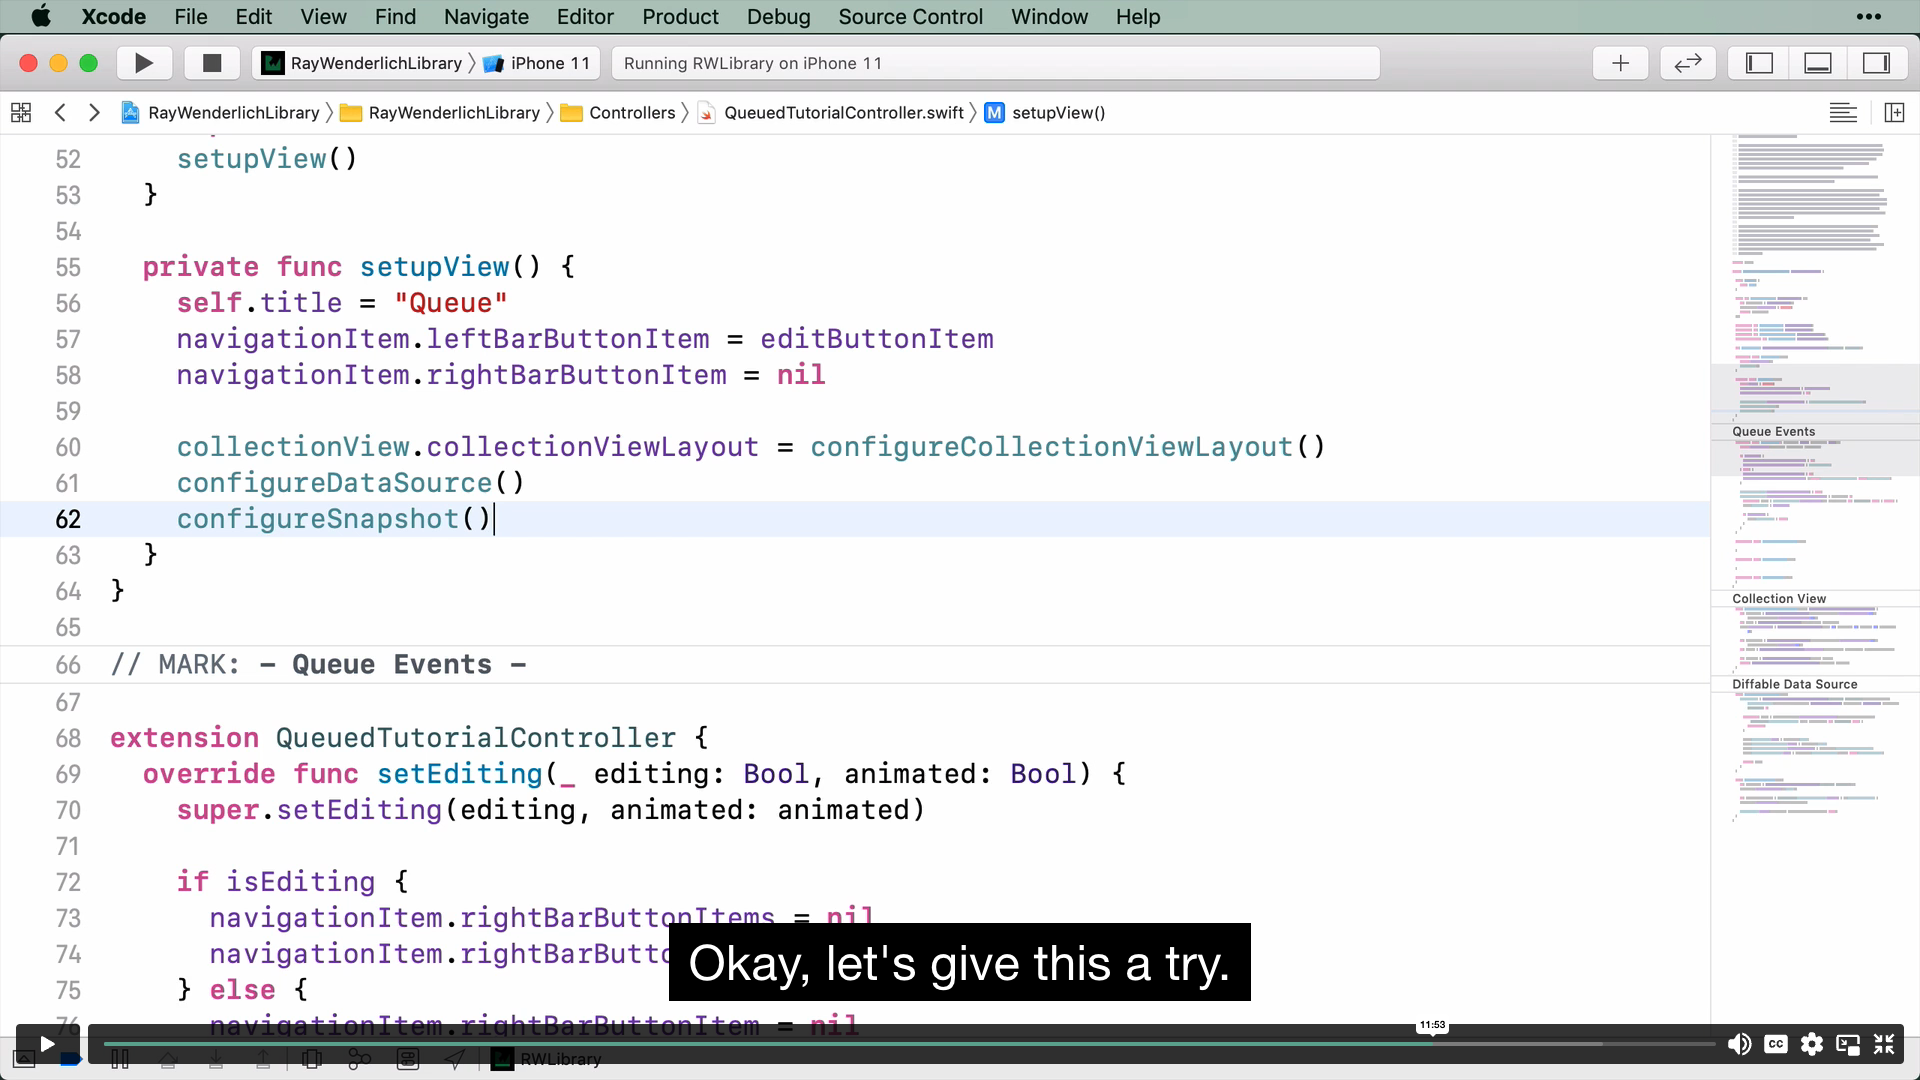 Xcode File Edit View Find Navigate Editor Product Debug Source Control Window Help •••
RayWenderlichLibrary 〉 iPhone 11 Running RWLibrary on iPhone 11
RayWenderlichLibrary 〉 RayWenderlichLibrary 〉 Controllers 〉 QueuedTutorialController.swift 〉 M setupView()
52 setupView()
53 }
54
55 private func setupView() {
56 self.title = "Queue"
57 navigationItem.leftBarButtonItem = editButtonItem
58 navigationItem.rightBarButtonItem = nil
59
60 collectionView.collectionViewLayout = configureCollectionViewLayout()
61 configureDataSource()
62 configureSnapshot()
63 }
64 }
65
66 // MARK: - Queue Events -
67
68 extension QueuedTutorialController {
69 override func setEditing(_ editing: Bool, animated: Bool) {
70 super.setEditing(editing, animated: animated)
71
72 if isEditing {
73 navigationItem.rightBarButtonItems = nil
74 navigationItem.rightBarButto
75 } else {
76 navigationItem.rightBarButtonItem = nil
Queue Events
Collection View
Diffable Data Source
Okay, let's give this a try.
11:53
CC
RWLibrary